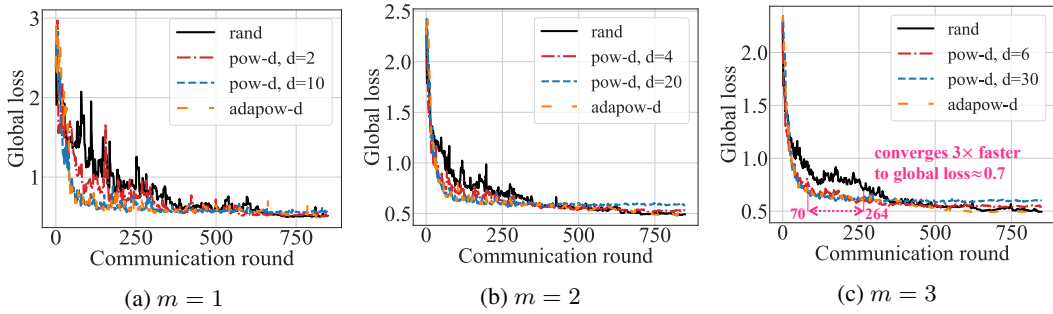 3
2
1
Global loss
rand
pow-d, d=2
pow-d, d=10
adapow-d
0 250 500 750
Communication round
(a) m = 1
2.5
2.0
1.5
1.0
0.5
Global loss
rand
pow-d, d=4
pow-d, d=20
adapow-d
0 250 500 750
Communication round
(b) m = 2
2.0
1.5
1.0
0.5
Global loss
rand
pow-d, d=6
pow-d, d=30
adapow-d
converges 3× faster
to global loss≈0.7
70 264
0 250 500 750
Communication round
(c) m = 3